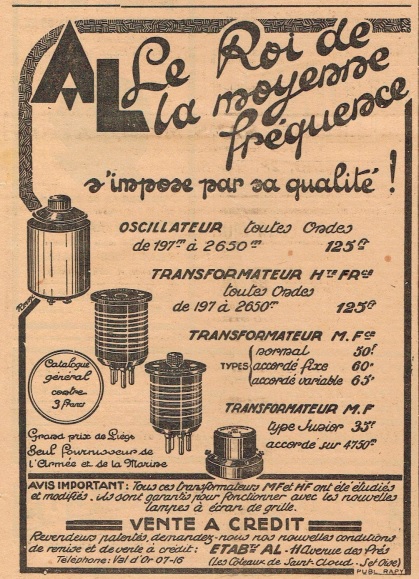 AL Le Roi de
la moyenne
fréquence
s'impose par sa qualité !
OSCILLATEUR toutes Ondes
de 197m à 2650m 125f
TRANSFORMATEUR Hte FRce
toutes Ondes
de 197 à 2650m 125f
TRANSFORMATEUR M. Fce
TYPES
normal 50f
accordé fixe 60f
accordé variable 65f
TRANSFORMATEUR M. F
type Junior 35f
accordé sur 4750m
Catalogue
général
contre
3 francs
Grand prix de Liége
Seul fournisseur de
l'Armée et de la Marine
AVIS IMPORTANT : Tous ces transformateurs MF et HF ont été étudiés
et modifiés. ils sont garantis pour fonctionner avec les nouvelles
lampes à écran de grille.
VENTE A CREDIT
Revendeurs patentés, demandez-nous nos nouvelles conditions
de remise et de vente à crédit : ETABts AL - 11 Avenue des Prés
Téléphone : Val d'Or 07-16 (Les Coteaux de Saint-Cloud - S. et Oise)
PUBL. RAPY